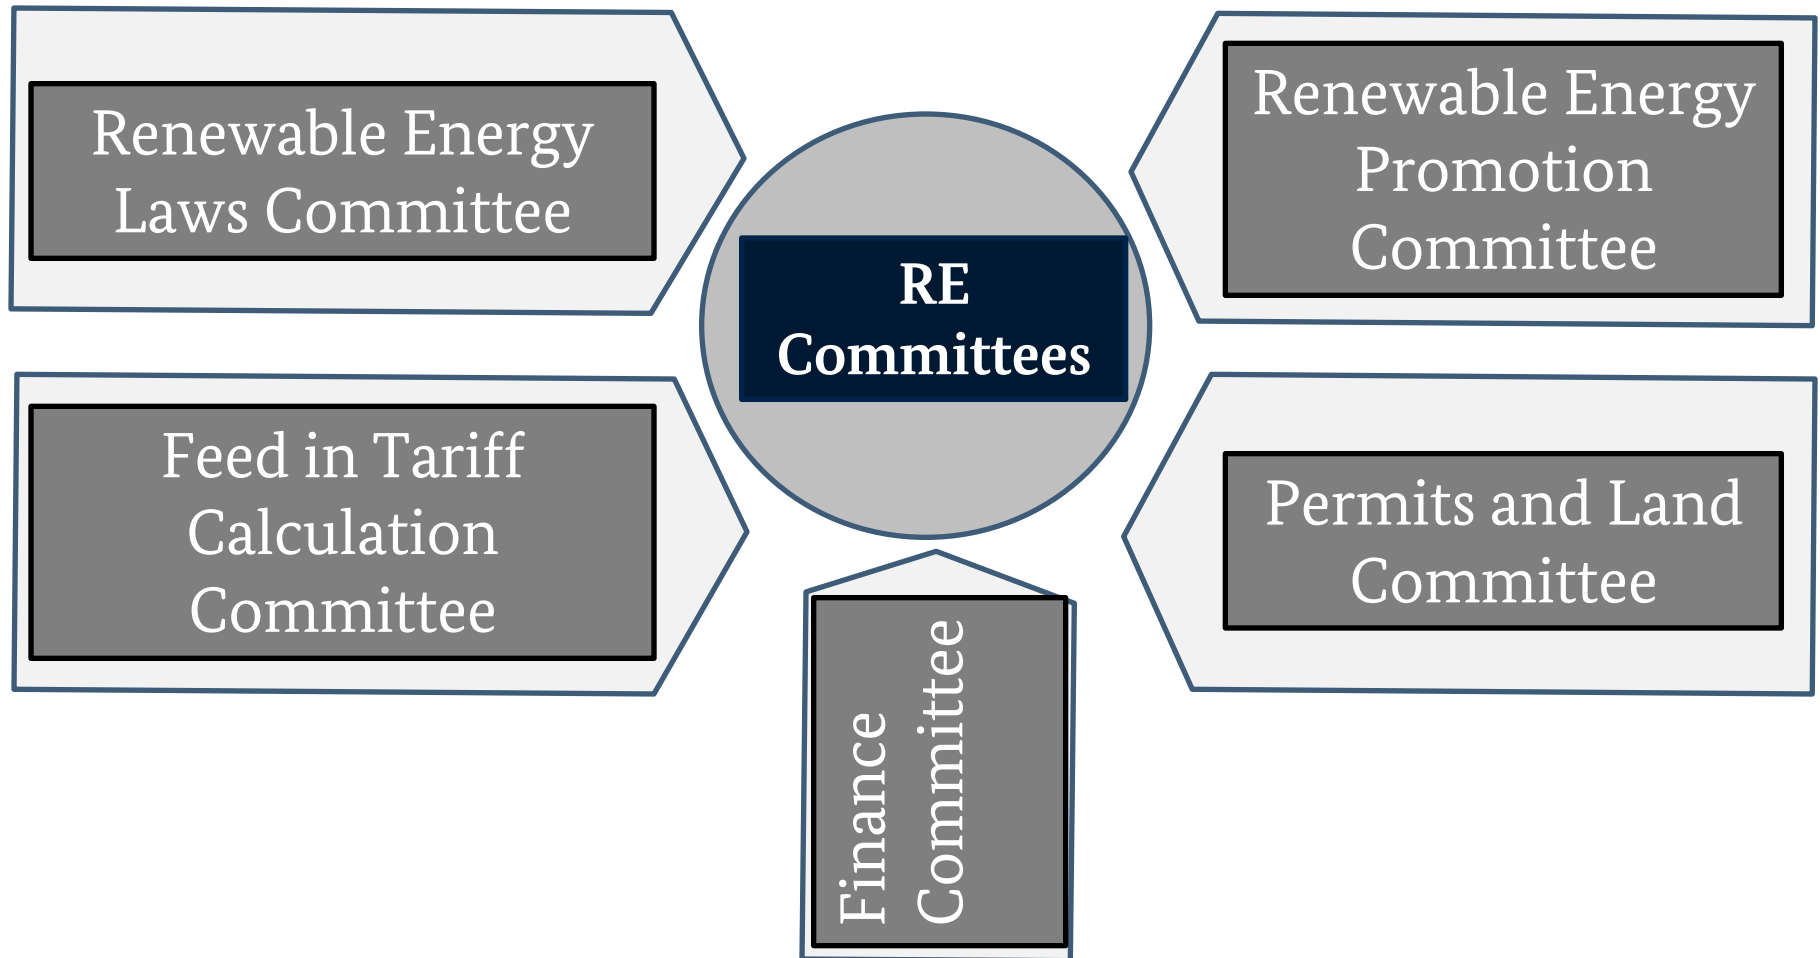 Renewable Energy
Laws Committee
Renewable Energy
Promotion
Committee
RE
Committees
Feed in Tariff
Calculation
Committee
Permits and Land
Committee
Finance
Committee